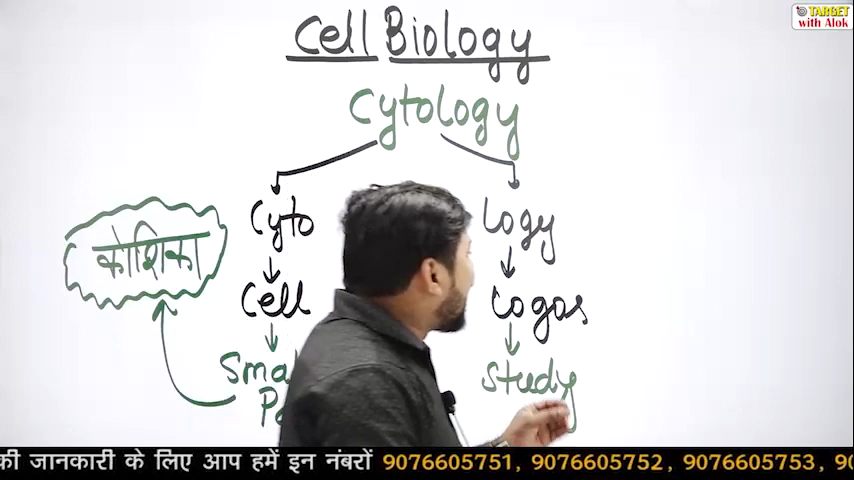 TARGET
with Alok
Cell Biology
Cytology
Cyto
Logy
कोशिका
Cell
Logos
Study
की जानकारी के लिए आप हमें इन नंबरों 9076605751, 9076605752, 9076605753,